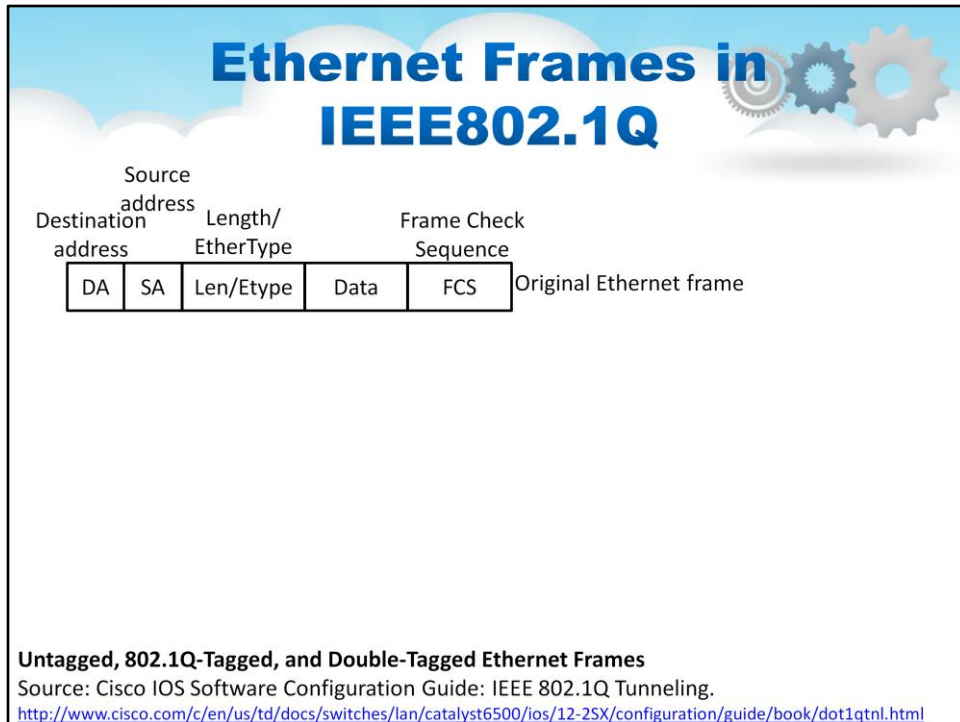 Ethernet Frames in
IEEE802.1Q
Source
address
Destination
address
Length/
EtherType
Frame Check
Sequence
DA SA Len/Etype Data FCS Original Ethernet frame
Untagged, 802.1Q-Tagged, and Double-Tagged Ethernet Frames
Source: Cisco IOS Software Configuration Guide: IEEE 802.1Q Tunneling.
http://www.cisco.com/c/en/us/td/docs/switches/lan/catalyst6500/ios/12-2SX/configuration/guide/book/dot1qtnl.html